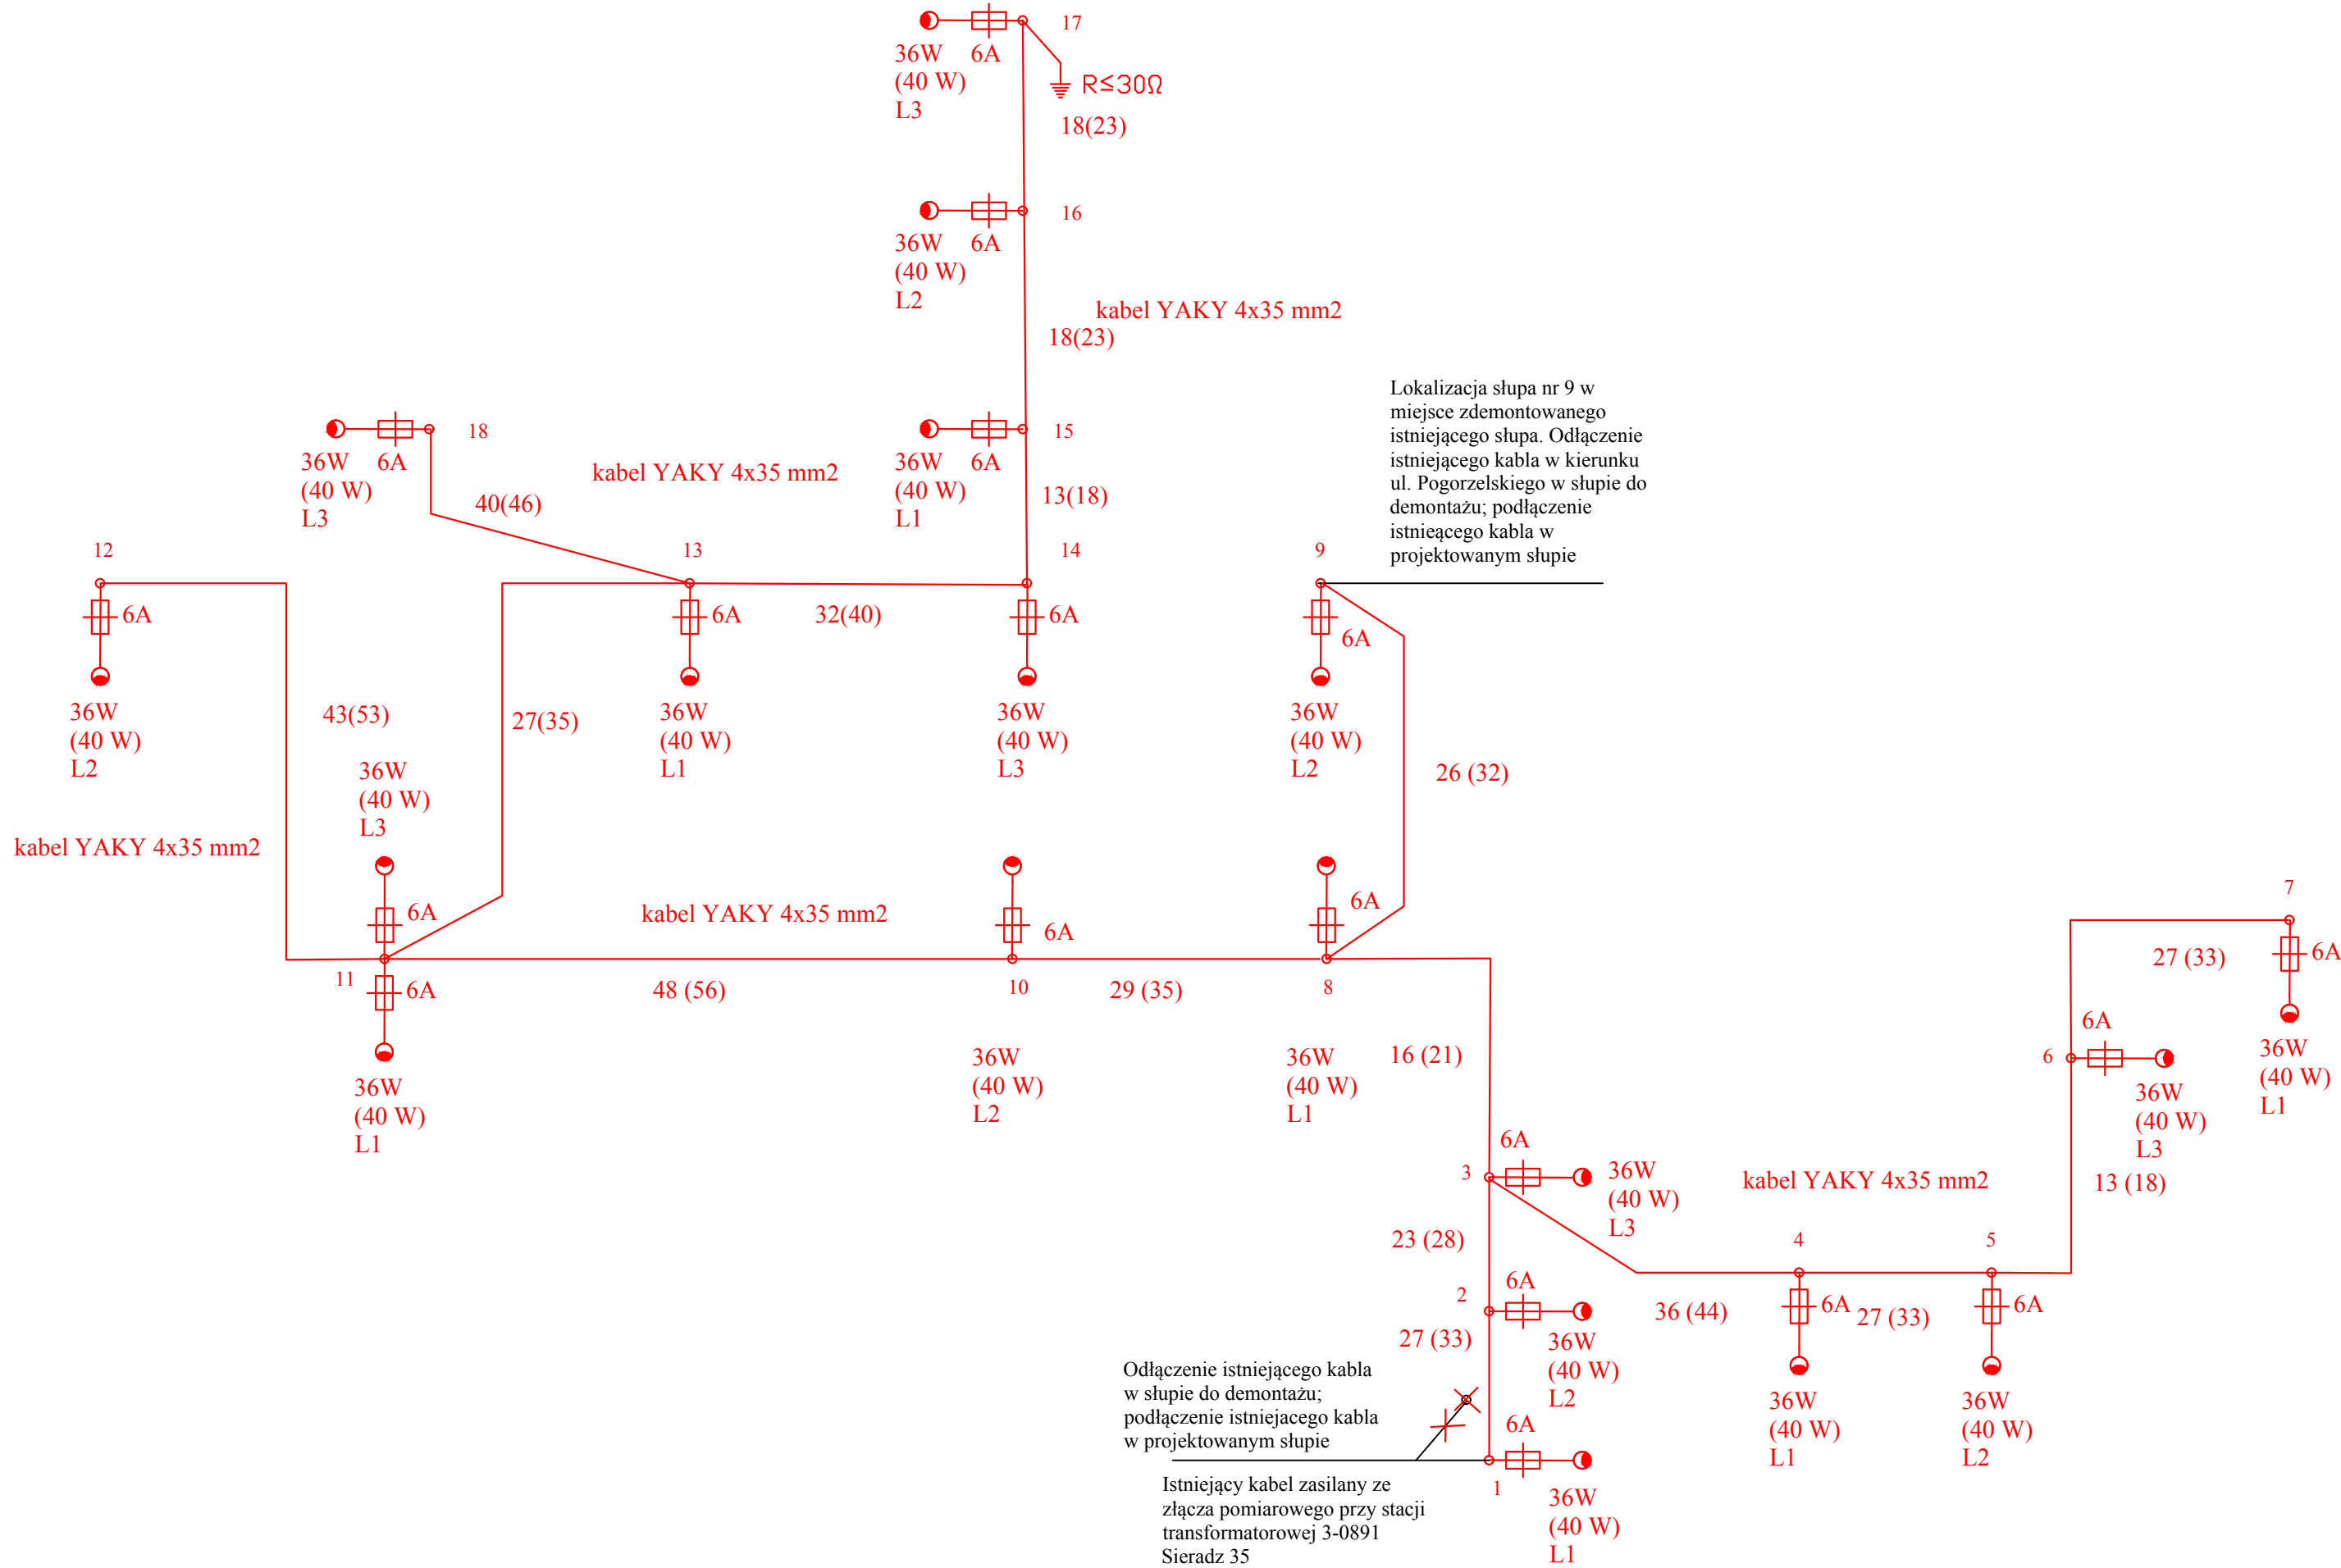 17
36W
6A
(40 W)
L3
R≤30Ω
18(23)
16
36W
6A
(40 W)
L2
kabel YAKY 4x35 mm2
18(23)
Lokalizacja słupa nr 9 w
miejsce zdemontowanego
istniejącego słupa. Odłączenie
istniejącego kabla w kierunku
ul. Pogorzelskiego w słupie do
demontażu; podłączenie
istnieącego kabla w
projektowanym słupie
18
36W
6A
(40 W)
L3
kabel YAKY 4x35 mm2
40(46)
15
36W
6A
(40 W)
L1
13(18)
12
13
14
9
6A
6A
32(40)
6A
6A
36W
(40 W)
L2
43(53)
27(35)
36W
(40 W)
L1
36W
(40 W)
L3
36W
(40 W)
L2
26 (32)
36W
(40 W)
L3
kabel YAKY 4x35 mm2
6A
kabel YAKY 4x35 mm2
6A
6A
7
11
6A
48 (56)
10
29 (35)
8
27 (33)
6A
36W
(40 W)
L1
36W
(40 W)
L2
36W
(40 W)
L1
16 (21)
6A
6
36W
(40 W)
L3
36W
(40 W)
L1
13 (18)
6A
3
36W
(40 W)
L3
kabel YAKY 4x35 mm2
23 (28)
4
5
6A
2
36 (44)
6A
27 (33)
6A
27 (33)
36W
(40 W)
L2
36W
(40 W)
L1
36W
(40 W)
L2
Odłączenie istniejącego kabla
w słupie do demontażu;
podłączenie istniejacego kabla
w projektowanym słupie
6A
1
36W
(40 W)
L1
Istniejący kabel zasilany ze
złącza pomiarowego przy stacji
transformatorowej 3-0891
Sieradz 35